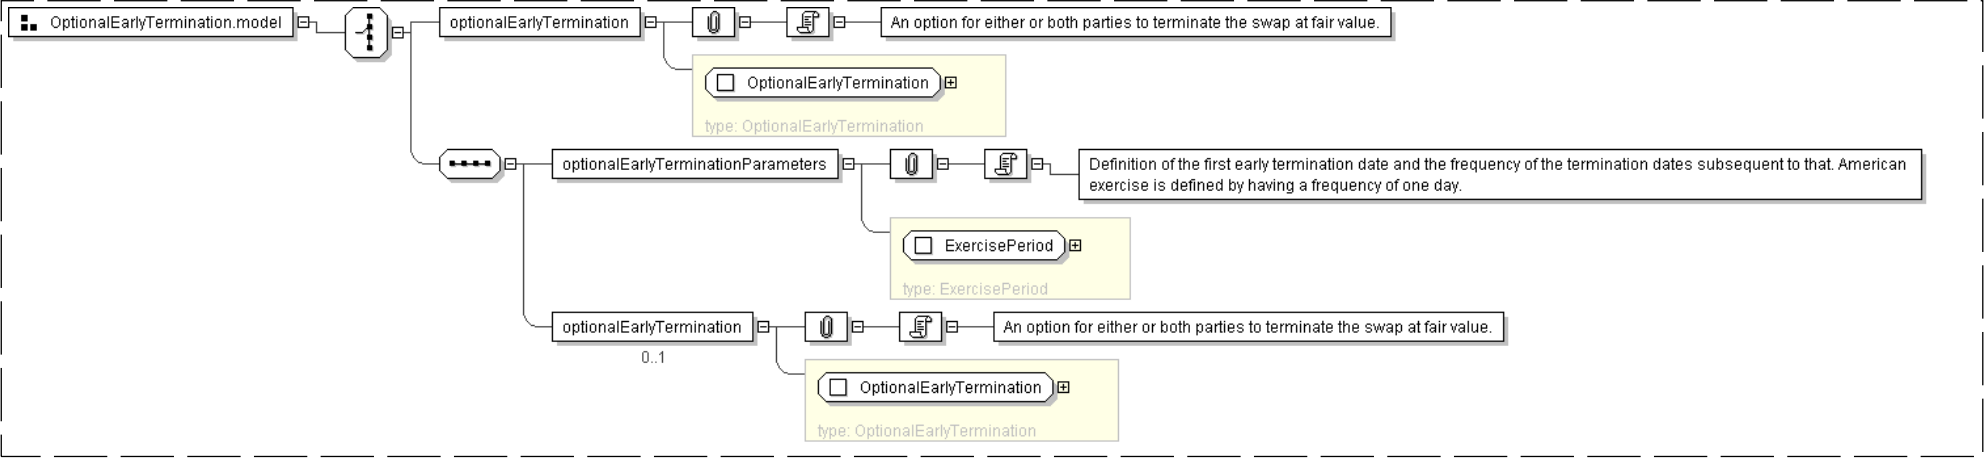 OptionalEarlyTermination.model
optionalEarlyTermination
An option for either or both parties to terminate the swap at fair value.
OptionalEarlyTermination
type: OptionalEarlyTermination
optionalEarlyTerminationParameters
Definition of the first early termination date and the frequency of the termination dates subsequent to that. American
exercise is defined by having a frequency of one day.
ExercisePeriod
type: ExercisePeriod
optionalEarlyTermination
An option for either or both parties to terminate the swap at fair value.
0..1
OptionalEarlyTermination
type: OptionalEarlyTermination